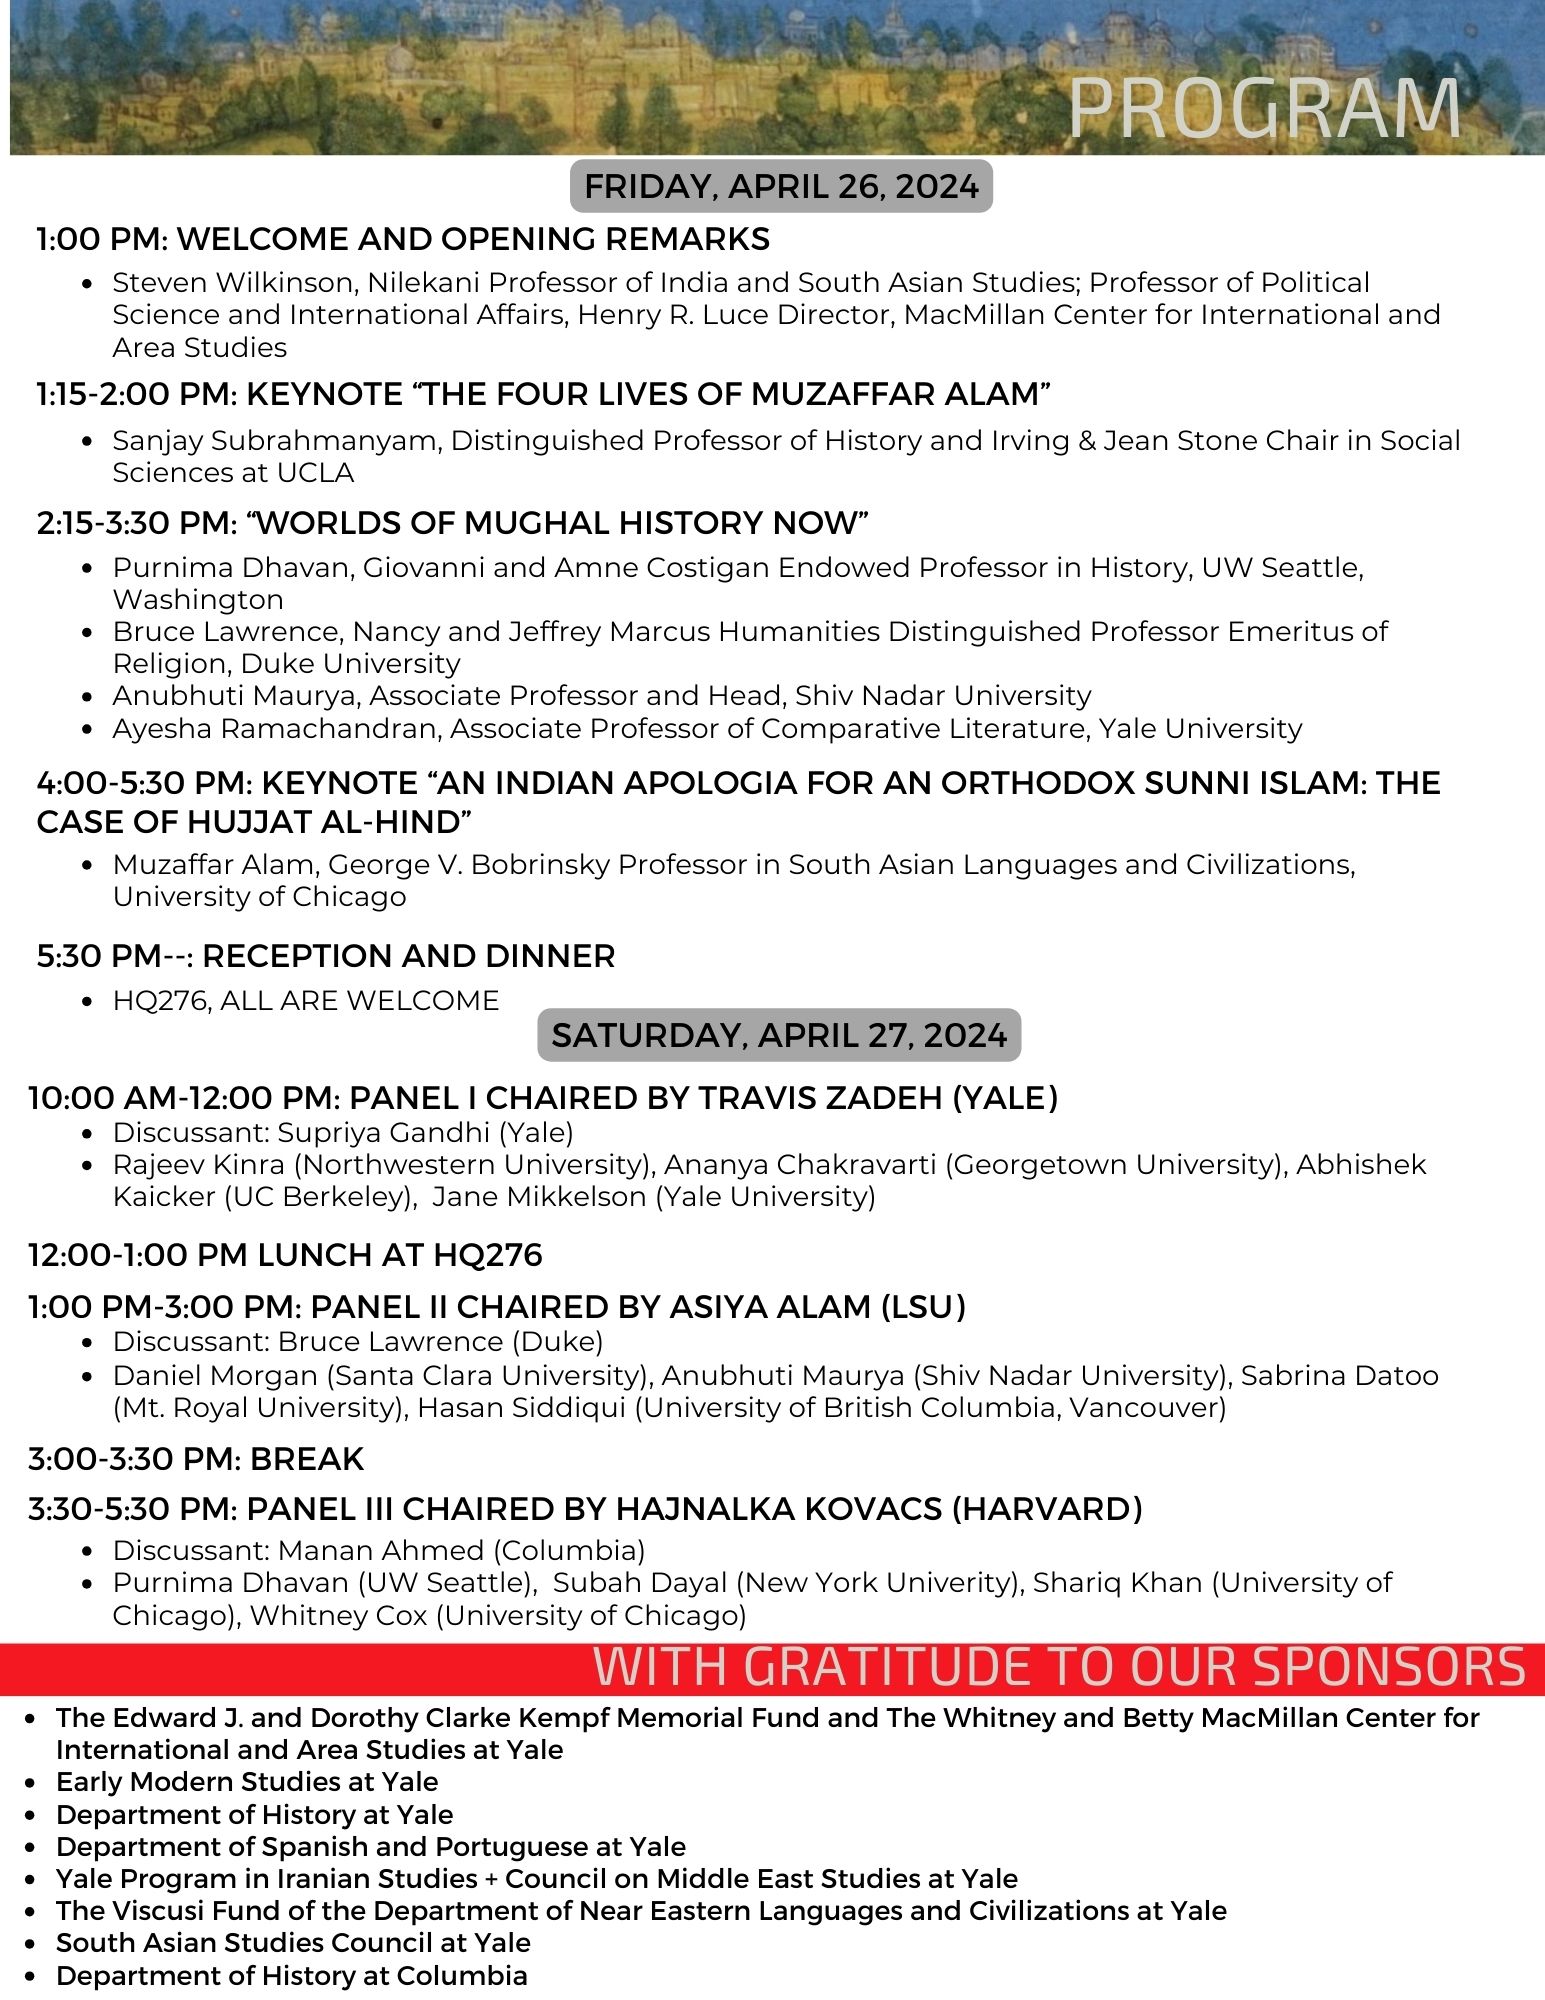 PROGRAM
FRIDAY, APRIL 26, 2024
1:00 PM: WELCOME AND OPENING REMARKS
• Steven Wilkinson, Nilekani Professor of India and South Asian Studies; Professor of Political
Science and International Affairs, Henry R. Luce Director, MacMillan Center for International and
Area Studies
1:15-2:00 PM: KEYNOTE “THE FOUR LIVES OF MUZAFFAR ALAM”
• Sanjay Subrahmanyam, Distinguished Professor of History and Irving & Jean Stone Chair in Social
Sciences at UCLA
2:15-3:30 PM: “WORLDS OF MUGHAL HISTORY NOW”
• Purnima Dhavan, Giovanni and Amne Costigan Endowed Professor in History, UW Seattle,
Washington
• Bruce Lawrence, Nancy and Jeffrey Marcus Humanities Distinguished Professor Emeritus of
Religion, Duke University
• Anubhuti Maurya, Associate Professor and Head, Shiv Nadar University
• Ayesha Ramachandran, Associate Professor of Comparative Literature, Yale University
4:00-5:30 PM: KEYNOTE “AN INDIAN APOLOGIA FOR AN ORTHODOX SUNNI ISLAM: THE
CASE OF HUJJAT AL-HIND”
• Muzaffar Alam, George V. Bobrinsky Professor in South Asian Languages and Civilizations,
University of Chicago
5:30 PM--: RECEPTION AND DINNER
• HQ276, ALL ARE WELCOME
SATURDAY, APRIL 27, 2024
10:00 AM-12:00 PM: PANEL I CHAIRED BY TRAVIS ZADEH (YALE)
• Discussant: Supriya Gandhi (Yale)
• Rajeev Kinra (Northwestern University), Ananya Chakravarti (Georgetown University), Abhishek
Kaicker (UC Berkeley),  Jane Mikkelson (Yale University)
12:00-1:00 PM LUNCH AT HQ276
1:00 PM-3:00 PM: PANEL II CHAIRED BY ASIYA ALAM (LSU)
• Discussant: Bruce Lawrence (Duke)
• Daniel Morgan (Santa Clara University), Anubhuti Maurya (Shiv Nadar University), Sabrina Datoo
(Mt. Royal University), Hasan Siddiqui (University of British Columbia, Vancouver)
3:00-3:30 PM: BREAK
3:30-5:30 PM: PANEL III CHAIRED BY HAJNALKA KOVACS (HARVARD)
• Discussant: Manan Ahmed (Columbia)
• Purnima Dhavan (UW Seattle),  Subah Dayal (New York Univerity), Shariq Khan (University of
Chicago), Whitney Cox (University of Chicago)
WITH GRATITUDE TO OUR SPONSORS
• The Edward J. and Dorothy Clarke Kempf Memorial Fund and The Whitney and Betty MacMillan Center for
International and Area Studies at Yale
• Early Modern Studies at Yale
• Department of History at Yale
• Department of Spanish and Portuguese at Yale
• Yale Program in Iranian Studies + Council on Middle East Studies at Yale
• The Viscusi Fund of the Department of Near Eastern Languages and Civilizations at Yale
• South Asian Studies Council at Yale
• Department of History at Columbia